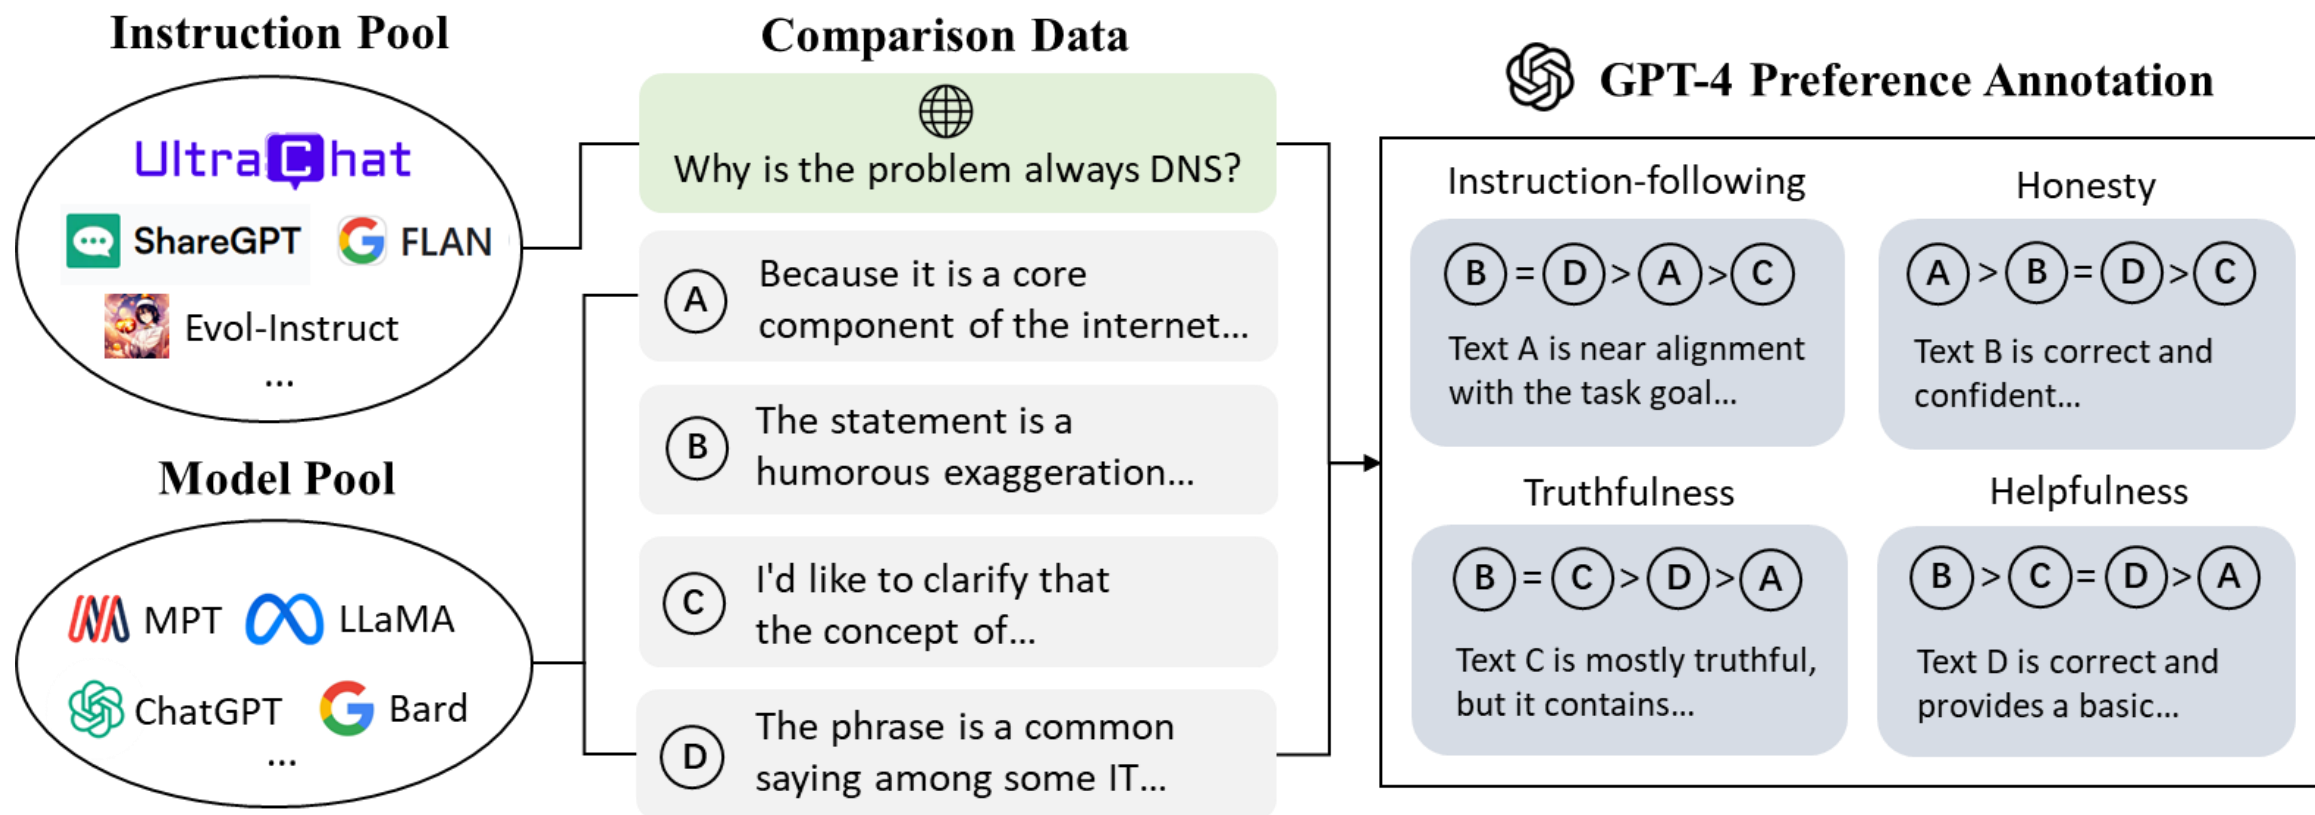 Instruction Pool
UltraChat
ShareGPT
FLAN
Evol-Instruct
...
Model Pool
MPT
LLaMA
ChatGPT
Bard
...
Comparison Data
Why is the problem always DNS?
A
Because it is a core
component of the internet...
B
The statement is a
humorous exaggeration...
C
I'd like to clarify that
the concept of...
D
The phrase is a common
saying among some IT...
GPT-4 Preference Annotation
Instruction-following
B = D > A > C
Text A is near alignment
with the task goal...
Honesty
A > B = D > C
Text B is correct and
confident...
Truthfulness
B = C > D > A
Text C is mostly truthful,
but it contains...
Helpfulness
B > C = D > A
Text D is correct and
provides a basic...